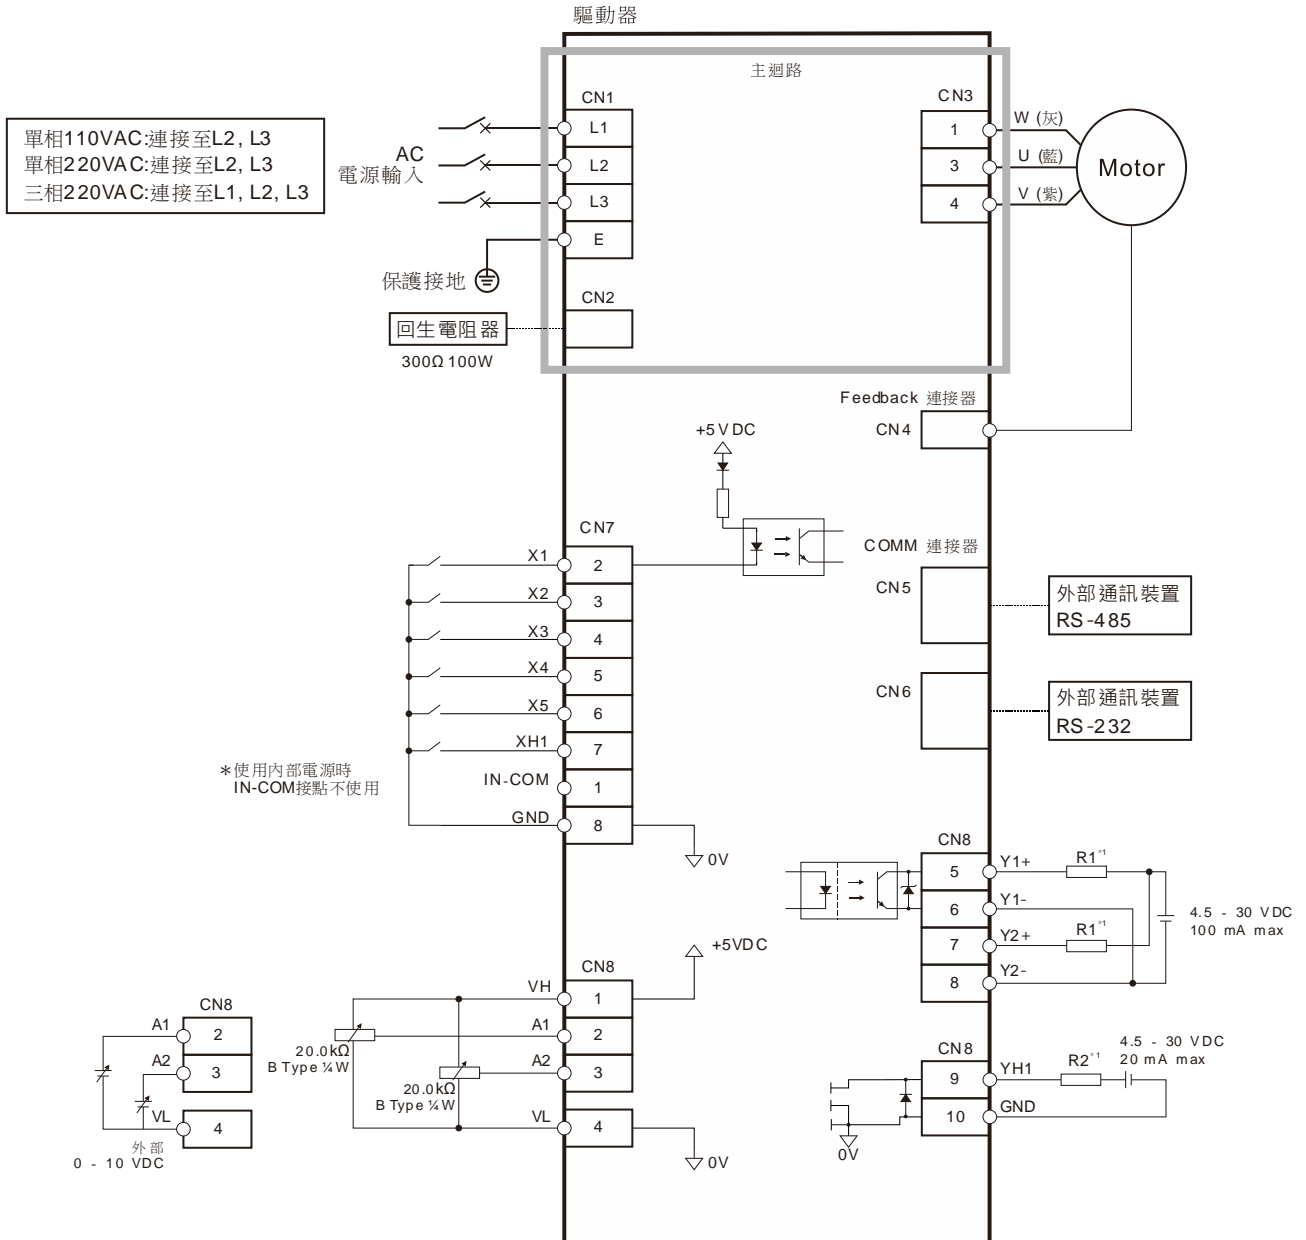 驅動器
主迴路
CN1
L1
L2
L3
E
CN2
CN3
1
3
4
W (灰)
U (藍)
V (紫)
Motor
單相110VAC:連接至L2, L3
單相220VAC:連接至L2, L3
三相220VAC:連接至L1, L2, L3
AC
電源輸入
保護接地
回生電阻器
300Ω 100W
Feedback 連接器
CN4
+5VDC
COMM 連接器
CN5
外部通訊裝置
RS-485
CN6
外部通訊裝置
RS-232
CN7
X1
2
X2
3
X3
4
X4
5
X5
6
XH1
7
IN-COM
1
GND
8
0V
*使用內部電源時
IN-COM接點不使用
CN8
5
6
7
8
Y1+
Y1-
Y2+
Y2-
R1*1
R1*1
4.5 - 30 VDC
100 mA max
CN8
VH
1
A1
2
A2
3
VL
4
+5VDC
0V
20.0kΩ
B Type ¼W
20.0kΩ
B Type ¼W
CN8
A1
2
A2
3
VL
4
外部
0 - 10 VDC
CN8
9
10
YH1
GND
R2*1
4.5 - 30 VDC
20 mA max
0V